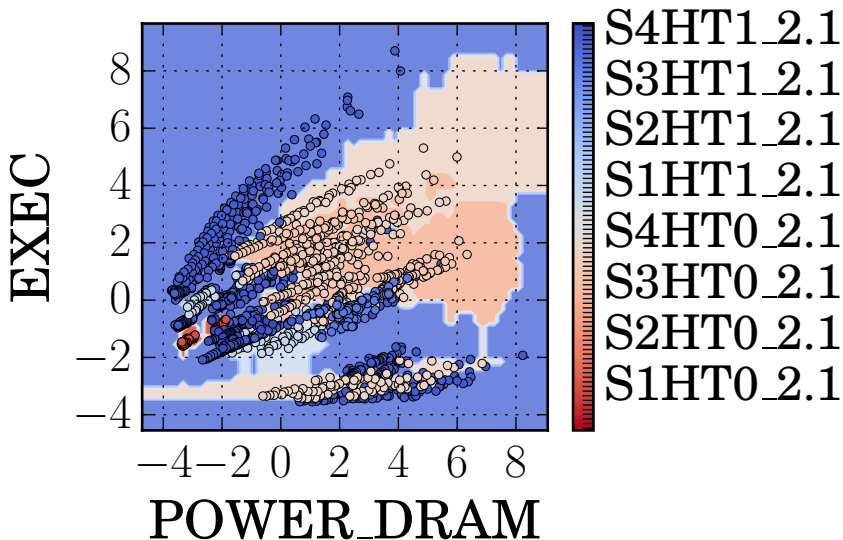 EXEC
8
6
4
2
0
−2
−4
−4 −2 0 2 4 6 8
POWER_DRAM
S4HT1_2.1
S3HT1_2.1
S2HT1_2.1
S1HT1_2.1
S4HT0_2.1
S3HT0_2.1
S2HT0_2.1
S1HT0_2.1